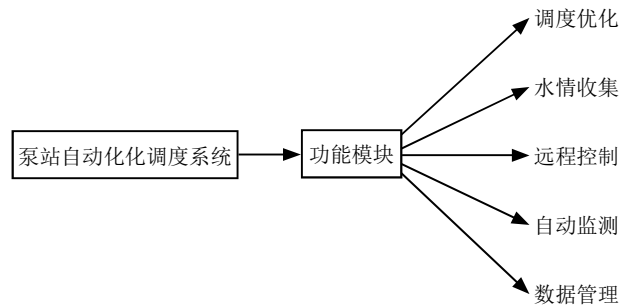 调度优化
水情收集
泵站自动化化调度系统
功能模块
远程控制
自动监测
数据管理